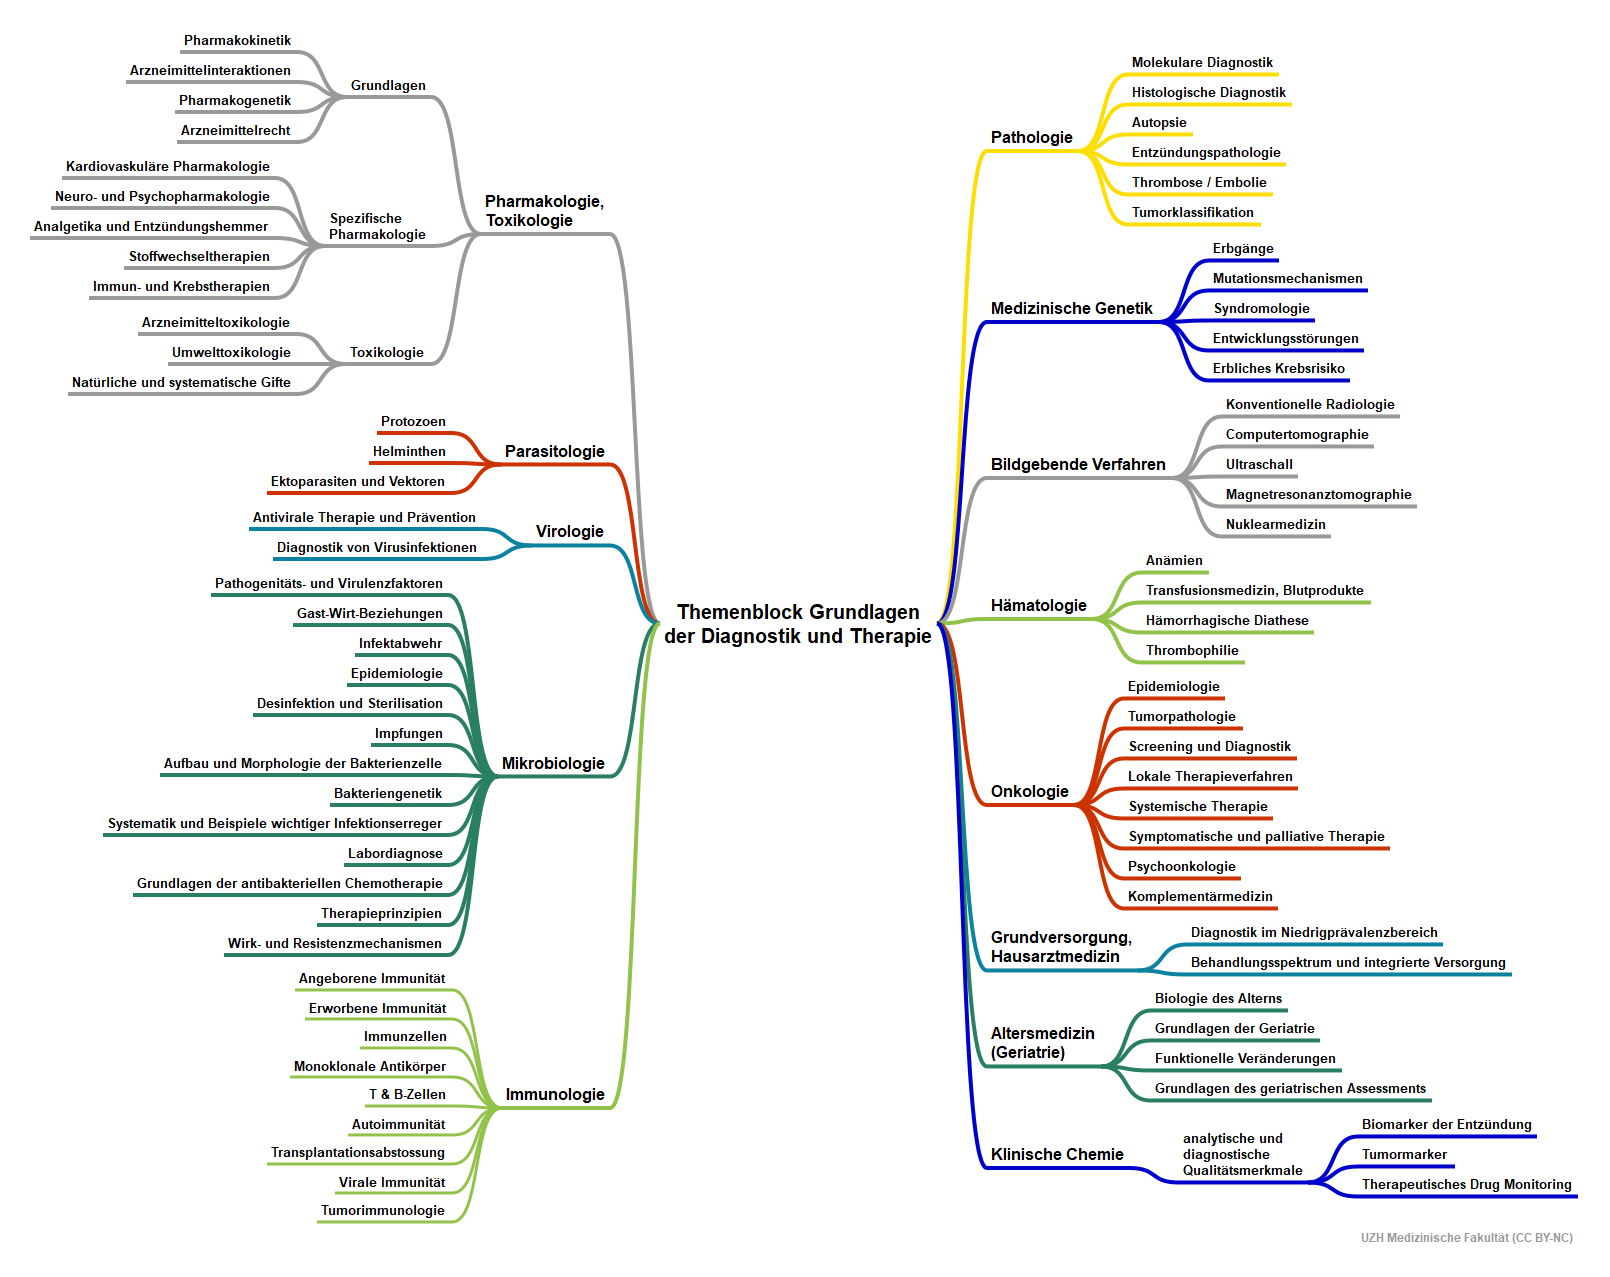 Themenblock Grundlagen
der Diagnostik und Therapie
Pharmakologie,
Toxikologie
Grundlagen
Pharmakokinetik
Arzneimittelinteraktionen
Pharmakogenetik
Arzneimittelrecht
Spezifische
Pharmakologie
Kardiovaskuläre Pharmakologie
Neuro- und Psychopharmakologie
Analgetika und Entzündungshemmer
Stoffwechseltherapien
Immun- und Krebstherapien
Toxikologie
Arzneimitteltoxikologie
Umwelttoxikologie
Natürliche und systematische Gifte
Parasitologie
Protozoen
Helminthen
Ektoparasiten und Vektoren
Virologie
Antivirale Therapie und Prävention
Diagnostik von Virusinfektionen
Mikrobiologie
Pathogenitäts- und Virulenzfaktoren
Gast-Wirt-Beziehungen
Infektabwehr
Epidemiologie
Desinfektion und Sterilisation
Impfungen
Aufbau und Morphologie der Bakterienzelle
Bakteriengenetik
Systematik und Beispiele wichtiger Infektionserreger
Labordiagnose
Grundlagen der antibakteriellen Chemotherapie
Therapieprinzipien
Wirk- und Resistenzmechanismen
Immunologie
Angeborene Immunität
Erworbene Immunität
Immunzellen
Monoklonale Antikörper
T & B-Zellen
Autoimmunität
Transplantationsabstossung
Virale Immunität
Tumorimmunologie
Pathologie
Molekulare Diagnostik
Histologische Diagnostik
Autopsie
Entzündungspathologie
Thrombose / Embolie
Tumorklassifikation
Medizinische Genetik
Erbgänge
Mutationsmechanismen
Syndromologie
Entwicklungsstörungen
Erbliches Krebsrisiko
Bildgebende Verfahren
Konventionelle Radiologie
Computertomographie
Ultraschall
Magnetresonanztomographie
Nuklearmedizin
Hämatologie
Anämien
Transfusionsmedizin, Blutprodukte
Hämorrhagische Diathese
Thrombophilie
Onkologie
Epidemiologie
Tumorpathologie
Screening und Diagnostik
Lokale Therapieverfahren
Systemische Therapie
Symptomatische und palliative Therapie
Psychoonkologie
Komplementärmedizin
Grundversorgung,
Hausarztmedizin
Diagnostik im Niedrigprävalenzbereich
Behandlungsspektrum und integrierte Versorgung
Altersmedizin
(Geriatrie)
Biologie des Alterns
Grundlagen der Geriatrie
Funktionelle Veränderungen
Grundlagen des geriatrischen Assessments
Klinische Chemie
analytische und
diagnostische
Qualitätsmerkmale
Biomarker der Entzündung
Tumormarker
Therapeutisches Drug Monitoring
UZH Medizinische Fakultät (CC BY-NC)